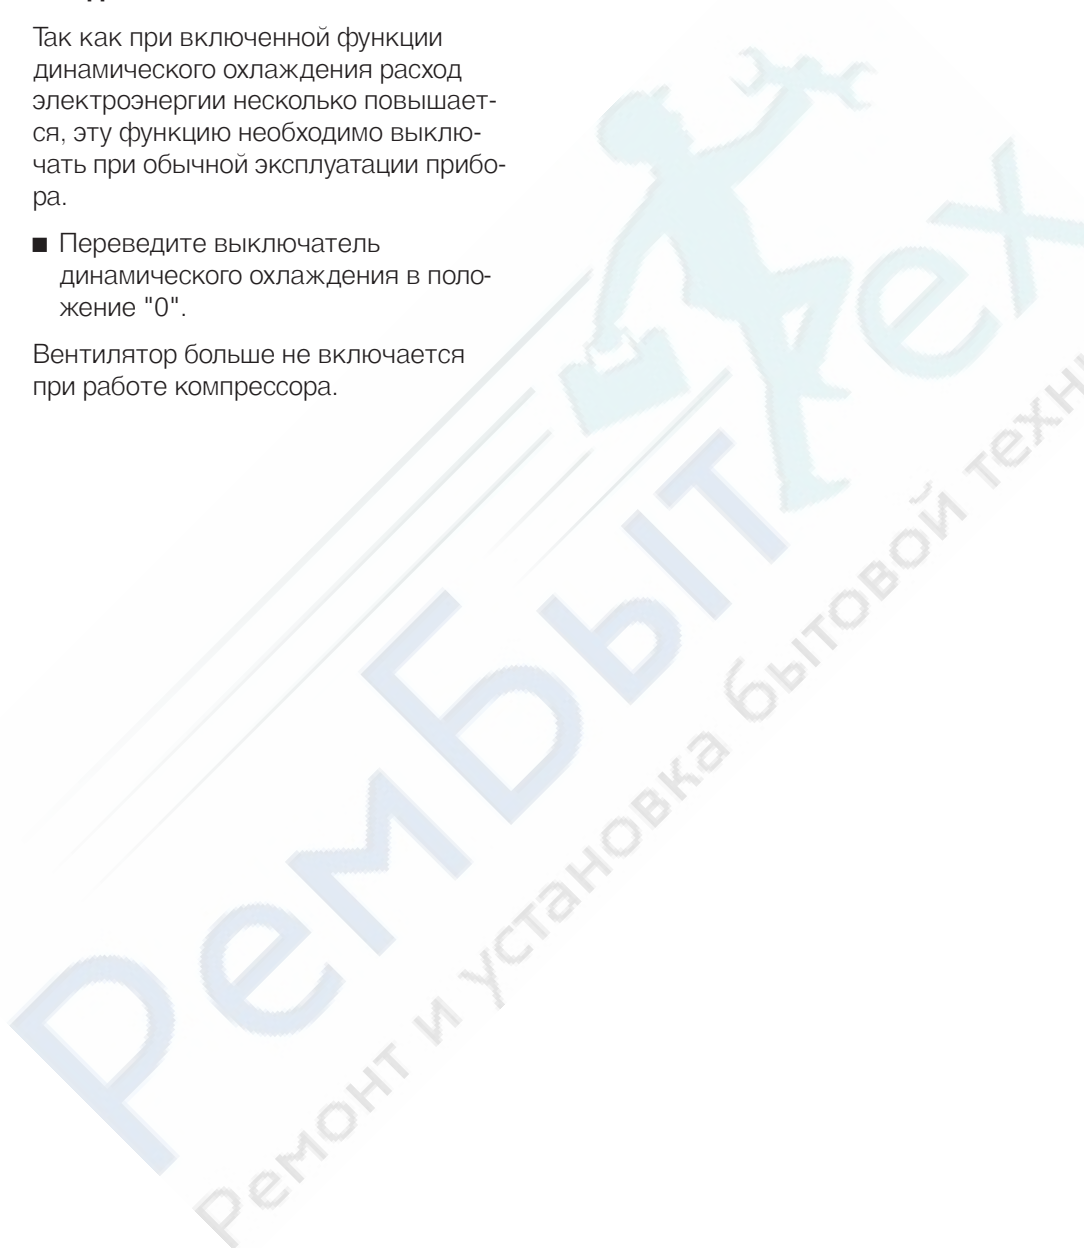 Так как при включенной функции
динамического охлаждения расход
электроэнергии несколько повышает-
ся, эту функцию необходимо выклю-
чать при обычной эксплуатации прибо-
ра.
■ Переведите выключатель
динамического охлаждения в поло-
жение "0".
Вентилятор больше не включается
при работе компрессора.
РемБытТех
Ремонт и установка бытовой техни